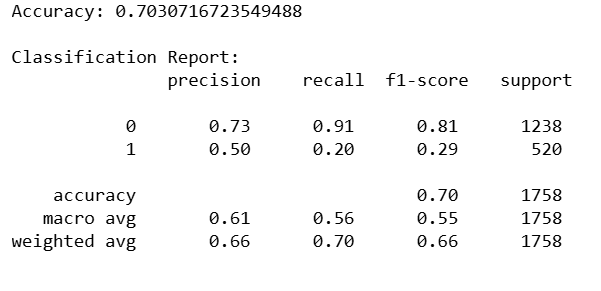 Accuracy: 0.7030716723549488
Classification Report:
precision recall f1-score support
0 0.73 0.91 0.81 1238
1 0.50 0.20 0.29 520
accuracy 0.70 1758
macro avg 0.61 0.56 0.55 1758
weighted avg 0.66 0.70 0.66 1758